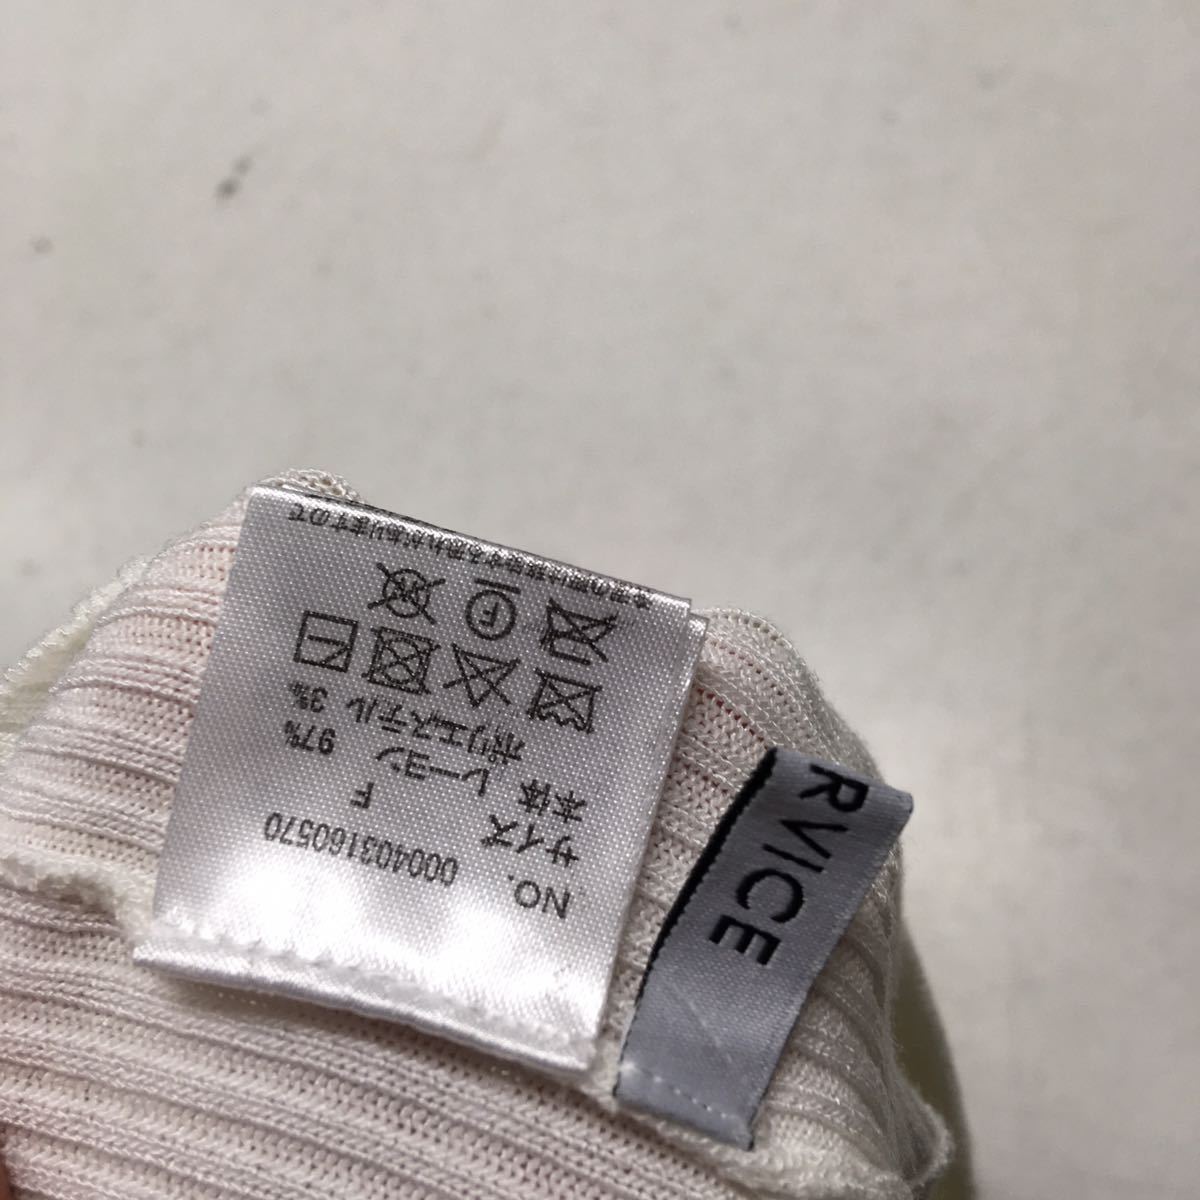 NO. 000403160570
サイズ F
本体 レーヨン 97%
ポリエステル 3%
F
RVICE